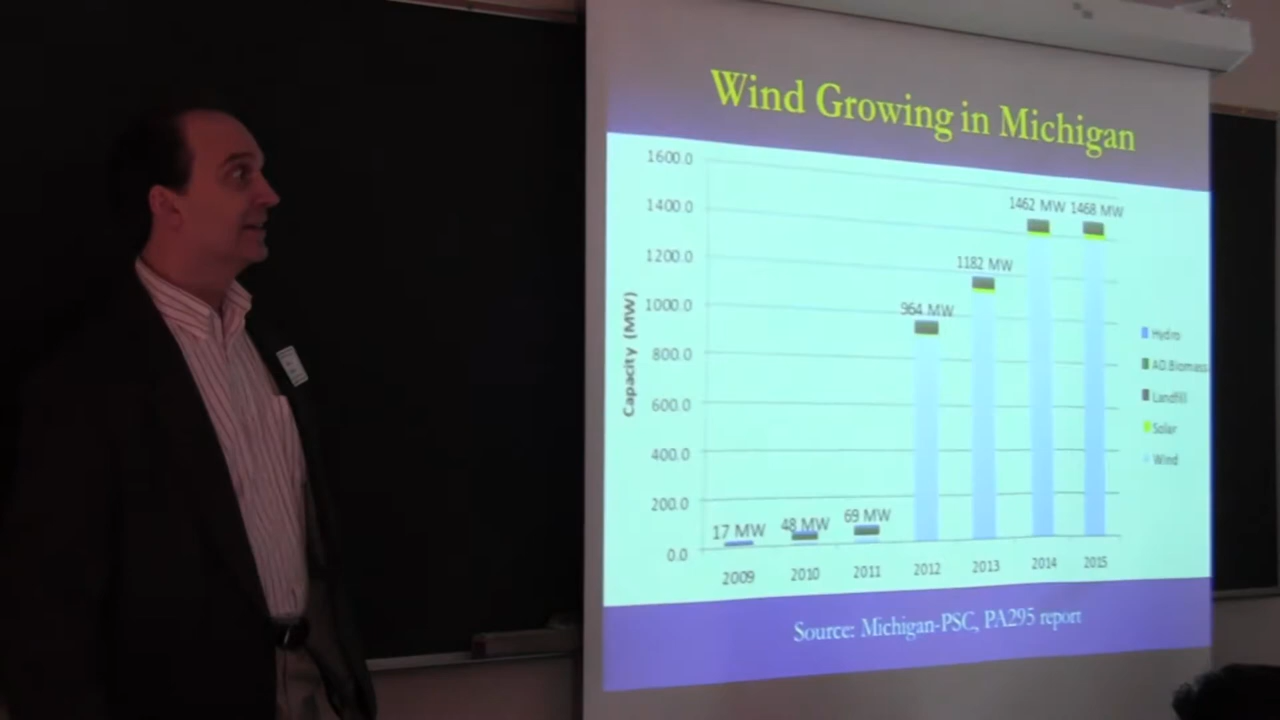 Wind Growing in Michigan
1600.0
1400.0
1200.0
1000.0
800.0
600.0
400.0
200.0
0.0
Capacity (MW)
17 MW
48 MW
69 MW
964 MW
1182 MW
1462 MW
1468 MW
2009
2010
2011
2012
2013
2014
2015
Hydro
AD Biomass
Landfill
Solar
Wind
Source: Michigan-PSC, PA295 report